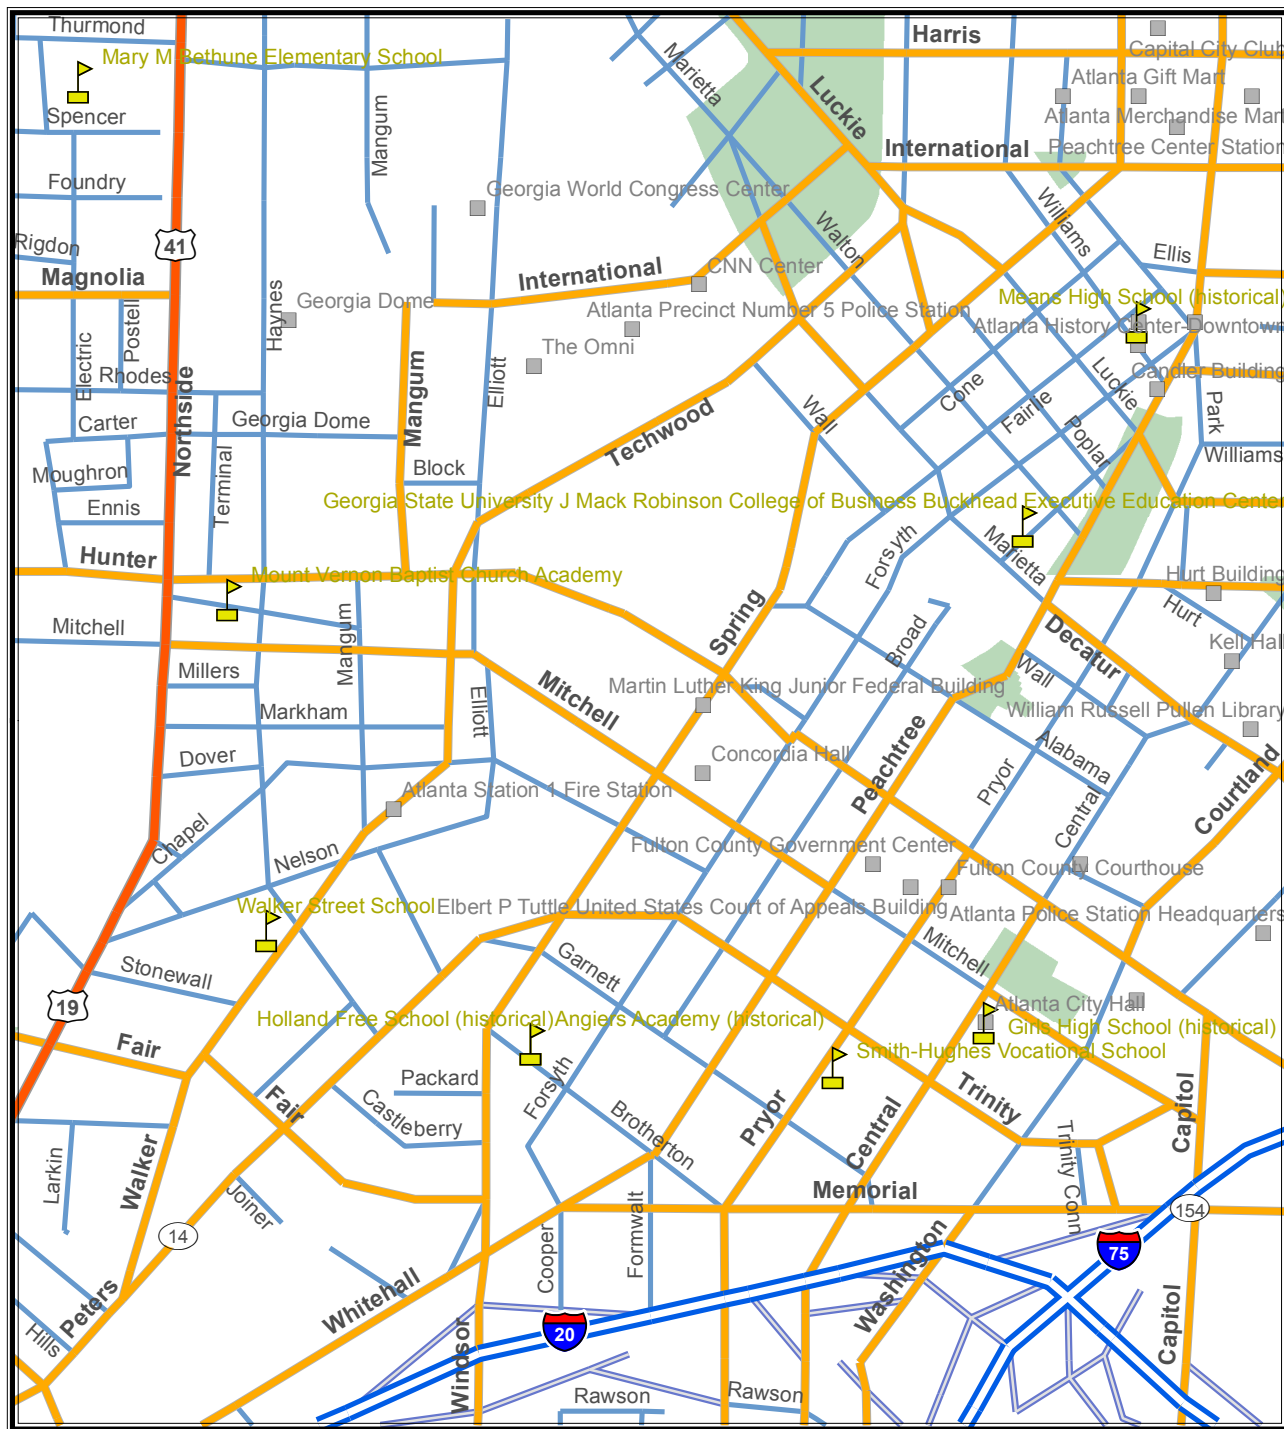 Thurmond
Harris
Capital City Club
Mary M Bethune Elementary School
Marietta
Atlanta Gift Mart
Luckie
Spencer
Mangum
Atlanta Merchandise Mart
International
Peachtree Center Station
Foundry
Georgia World Congress Center
Williams
Walton
Rigdon
41
Ellis
Magnolia
International
CNN Center
Georgia Dome
Means High School (historical)
Postell
Haynes
Atlanta Precinct Number 5 Police Station
Atlanta History Center-Downtown
The Omni
Electric
Rhodes
Northside
Mangum
Elliott
Cone
Luckie
Candler Building
Park
Carter
Georgia Dome
Techwood
Wall
Fairlie
Poplar
Williams
Moughron
Block
Terminal
Georgia State University J Mack Robinson College of Business Buckhead Executive Education Center
Ennis
Hunter
Forsyth
Marietta
Mount Vernon Baptist Church Academy
Hurt Building
Hurt
Mitchell
Mangum
Spring
Broad
Decatur
Kell Hall
Millers
Wall
Elliott
Mitchell
Martin Luther King Junior Federal Building
Markham
William Russell Pullen Library
Dover
Concordia Hall
Peachtree
Alabama
Pryor
Central
Courtland
Atlanta Station 1 Fire Station
Chapel
Nelson
Fulton County Government Center
Fulton County Courthouse
Walker Street School
Elbert P Tuttle United States Court of Appeals Building
Atlanta Police Station Headquarters
Mitchell
Stonewall
Garnett
19
Atlanta City Hall
Holland Free School (historical)
Angiers Academy (historical)
Girls High School (historical)
Fair
Smith-Hughes Vocational School
Packard
Fair
Castleberry
Forsyth
Brotherton
Pryor
Central
Trinity
Capitol
Larkin
Walker
Joiner
Trinity Conn
Memorial
14
154
Cooper
Formwalt
Washington
75
Peters
Whitehall
Hills
Windsor
20
Capitol
Rawson
Rawson